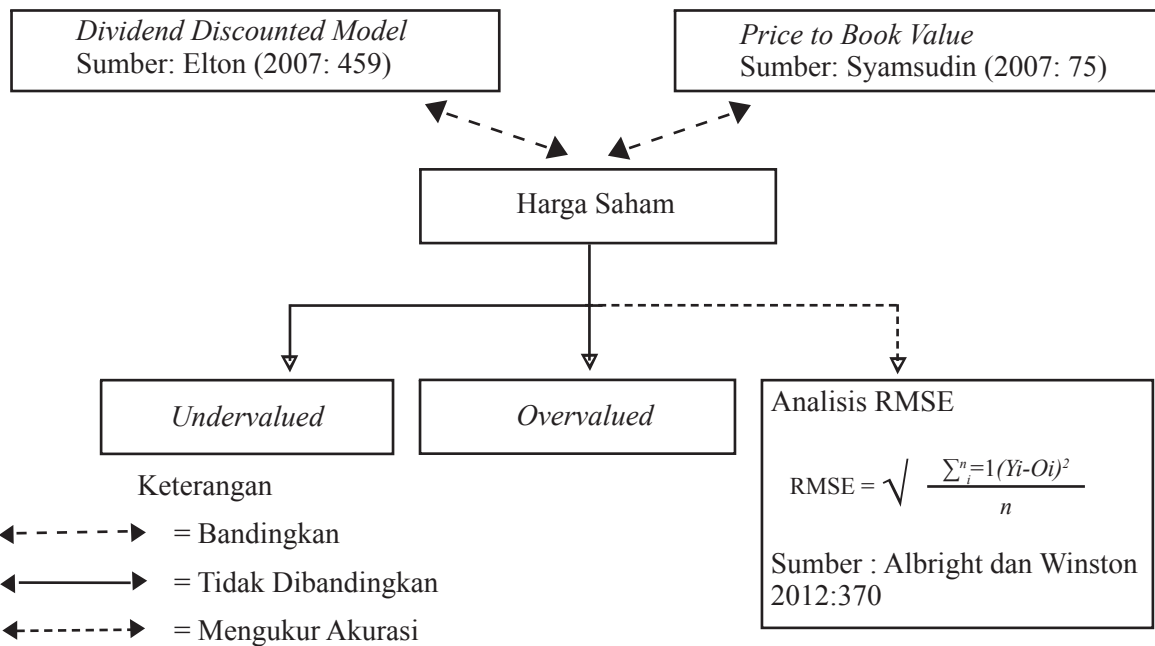 Dividend Discounted Model
Sumber: Elton (2007: 459)
Price to Book Value
Sumber: Syamsudin (2007: 75)
Harga Saham
Undervalued
Overvalued
Analisis RMSE
RMSE = √ ∑ⁿᵢ=1(Yi-Oi)² / n
Sumber : Albright dan Winston
2012:370
Keterangan
= Bandingkan
= Tidak Dibandingkan
= Mengukur Akurasi